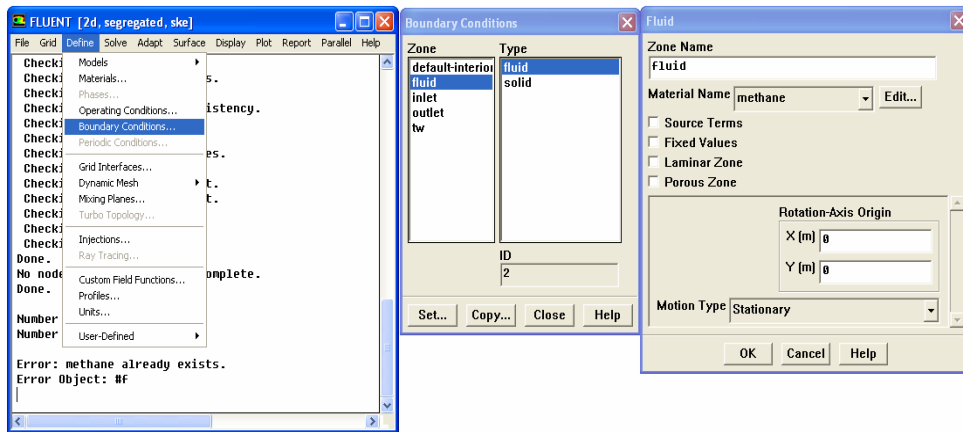 FLUENT [2d, segregated, ske]
File Grid Define Solve Adapt Surface Display Plot Report Parallel Help
Checki
Checki s.
Checki
Checki istency.
Checki
Checki
Checki es.
Checki
Checki t.
Checki t.
Checki
Checki
Checki
Done.
No node omplete.
Done.
Number
Number
Error: methane already exists.
Error Object: #f
Models
Materials...
Phases...
Operating Conditions...
Boundary Conditions...
Periodic Conditions...
Grid Interfaces...
Dynamic Mesh
Mixing Planes...
Turbo Topology...
Injections...
Ray Tracing...
Custom Field Functions...
Profiles...
Units...
User-Defined
Boundary Conditions
Zone
default-interior
fluid
inlet
outlet
tw
Type
fluid
solid
ID
2
Set... Copy... Close Help
Fluid
Zone Name
fluid
Material Name methane Edit...
Source Terms
Fixed Values
Laminar Zone
Porous Zone
Rotation-Axis Origin
X (m) 0
Y (m) 0
Motion Type Stationary
OK Cancel Help